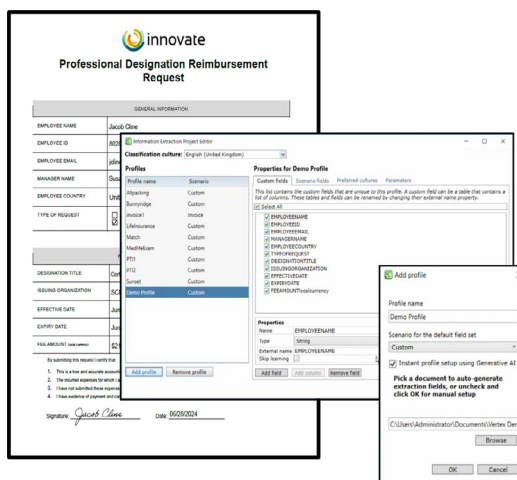 innovate
Professional Designation Reimbursement
Request
GENERAL INFORMATION
EMPLOYEE NAME
Jacob Cline
EMPLOYEE ID
EMPLOYEE EMAIL
MANAGER NAME
EMPLOYEE COUNTRY
TYPE OF REQUEST
DESIGNATION TITLE
ISSUING ORGANIZATION
EFFECTIVE DATE
EXPIRY DATE
FEE AMOUNT
By submitting this request I certify that
1. This is a true and accurate
2. The incurred expenses for which I
3. I have not submitted these
4. I have evidence of payment and
Signature: Jacob Cline Date: 06/28/2024
Information Extraction Project Editor
Classification culture: English (United Kingdom)
Profiles
Profile name Scenario
Allpacking Custom
Bunnyridge Custom
invoice1 Invoice
LifeInsurance Custom
Match Custom
MedlifeExam Custom
PTI1 Custom
PTI2 Custom
Sunset Custom
Demo Profile Custom
Add profile Remove profile
Properties for Demo Profile
Custom fields Scenario fields Preferred cultures Parameters
This list contains the custom fields that are unique to this profile. A custom field can be a table that contains a
list of columns. These tables and fields can be renamed by changing their external name property.
Select All
EMPLOYEENAME
EMPLOYEEID
EMPLOYEEEMAIL
MANAGERNAME
EMPLOYEECOUNTRY
TYPEOFREQUEST
DESIGNATIONTITLE
ISSUINGORGANIZATION
EFFECTIVEDATE
EXPIRYDATE
FEEAMOUNTlocalcurrency
Properties
Name EMPLOYEENAME
Type String
External name EMPLOYEENAME
Skip learning
Add field Add column Remove field
Add profile
Profile name
Demo Profile
Scenario for the default field set
Custom
Instant profile setup using Generative AI
Pick a document to auto-generate
extraction fields, or uncheck and
click OK for manual setup
C:\Users\Administrator\Documents\Vertex Der
Browse
OK Cancel